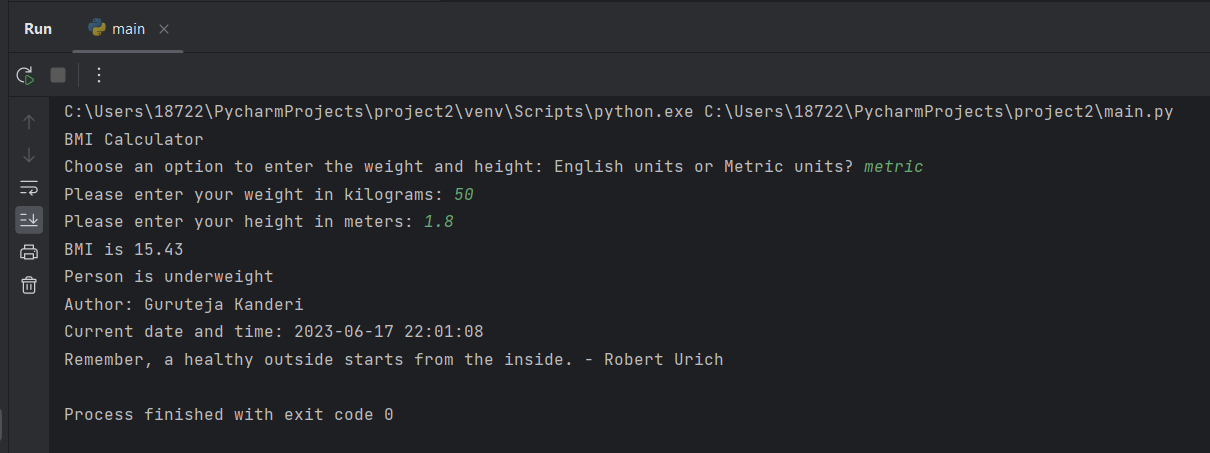 Run main
C:\Users\18722\PycharmProjects\project2\venv\Scripts\python.exe C:\Users\18722\PycharmProjects\project2\main.py
BMI Calculator
Choose an option to enter the weight and height: English units or Metric units? metric
Please enter your weight in kilograms: 50
Please enter your height in meters: 1.8
BMI is 15.43
Person is underweight
Author: Guruteja Kanderi
Current date and time: 2023-06-17 22:01:08
Remember, a healthy outside starts from the inside. - Robert Urich
Process finished with exit code 0